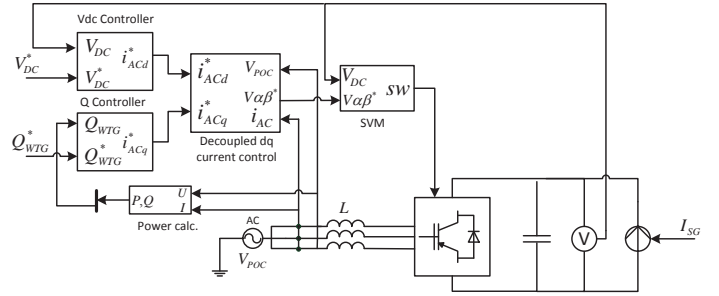 Vdc Controller
V_DC
i*_ACd
V*_DC
V*_DC
Q Controller
Q_WTG
i*_ACq
Q*_WTG
Q*_WTG
i*_ACd
V_POC
i*_ACq
Vαβ*
i_AC
Decoupled dq
current control
V_DC
sw
Vαβ*
SVM
P,Q
U
I
Power calc.
AC
V_POC
L
V
I_SG